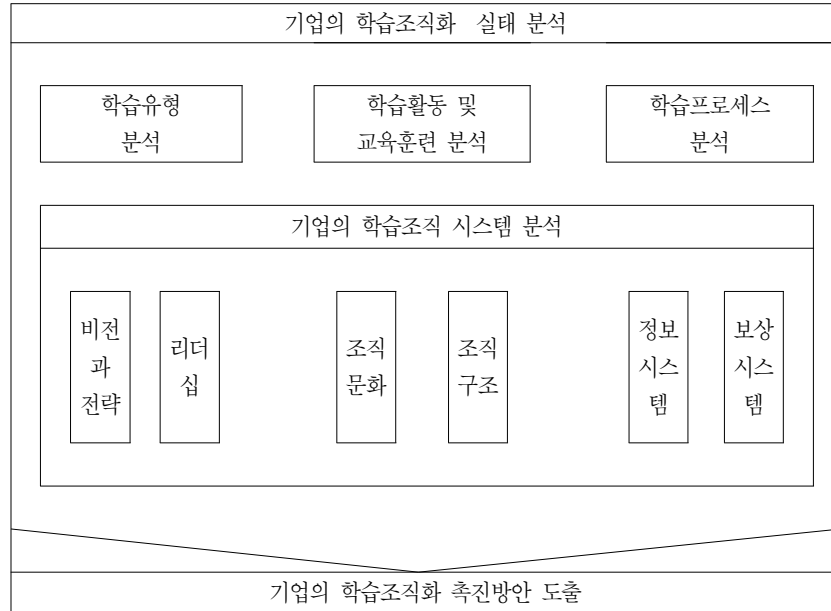 기업의 학습조직화 실태 분석
학습유형
분석
학습활동 및
교육훈련 분석
학습프로세스
분석
기업의 학습조직 시스템 분석
비전
과
전략
리더
십
조직
문화
조직
구조
정보
시스
템
보상
시스
템
기업의 학습조직화 촉진방안 도출